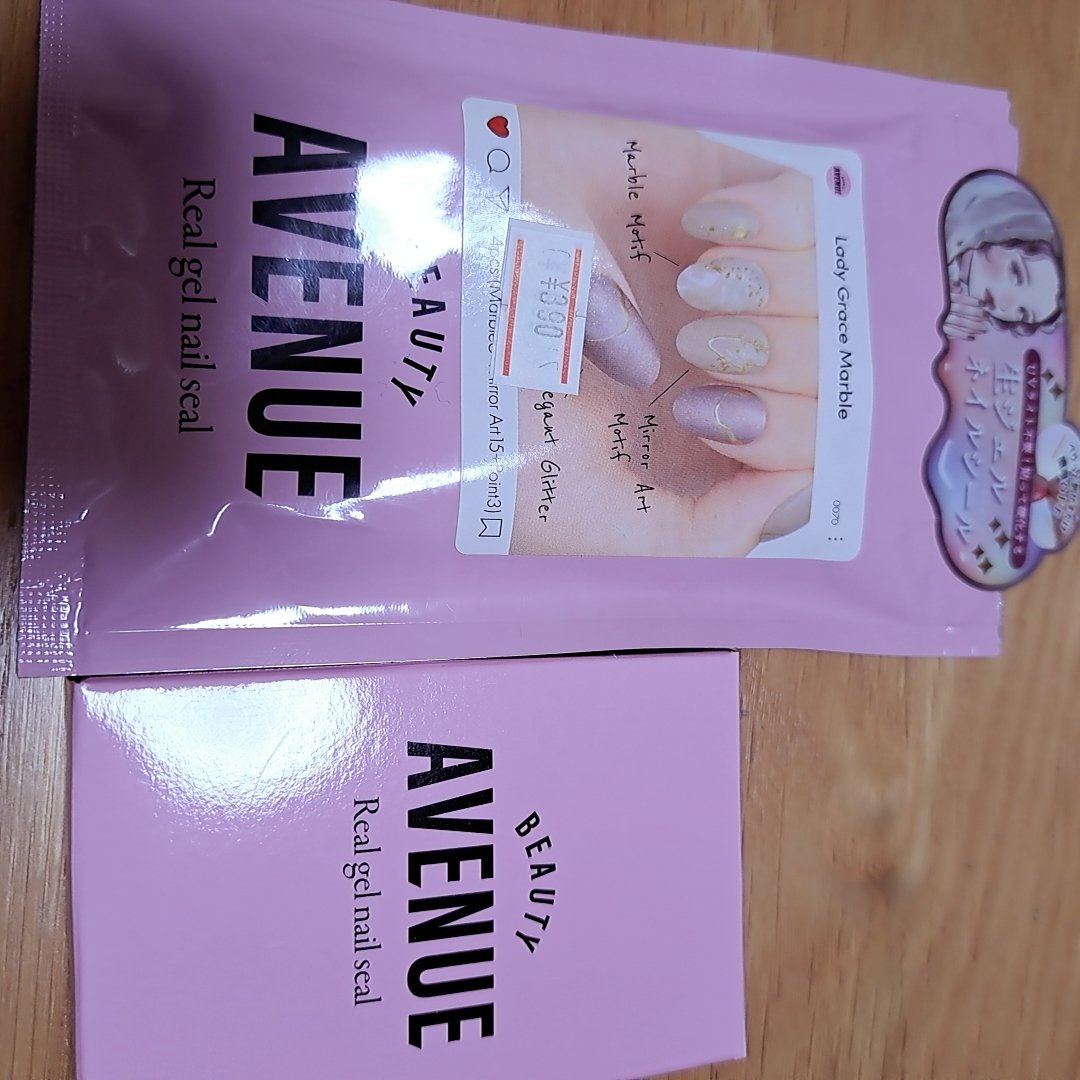 Lady Grace Marble
0070
Marble Motif
Mirror Art
Motif
egant Glitter
¥390
BEAUTY
AVENUE
Real gel nail seal
生ジェル
ネイルシール
BEAUTY
AVENUE
Real gel nail seal